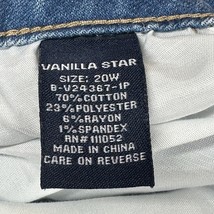 VANILLA STAR
SIZE: 20W
B-V24367-1P
70% COTTON
23% POLYESTER
6% RAYON
1% SPANDEX
RN# 111052
MADE IN CHINA
CARE ON REVERSE